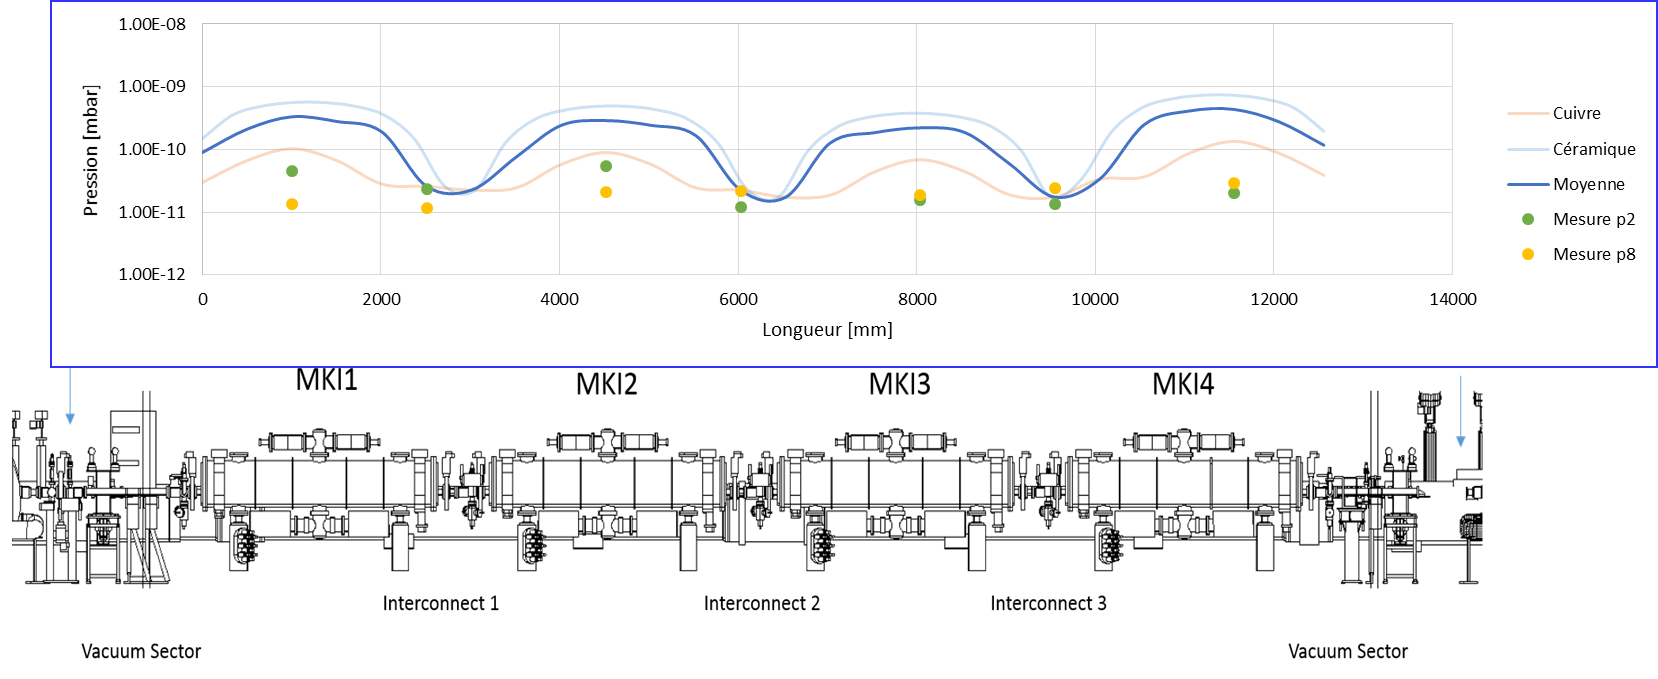 1.00E-08
1.00E-09
1.00E-10
1.00E-11
1.00E-12
Pression [mbar]
0 2000 4000 6000 8000 10000 12000 14000
Longueur [mm]
Cuivre
Céramique
Moyenne
Mesure p2
Mesure p8
MKI1 MKI2 MKI3 MKI4
Interconnect 1 Interconnect 2 Interconnect 3
Vacuum Sector Vacuum Sector